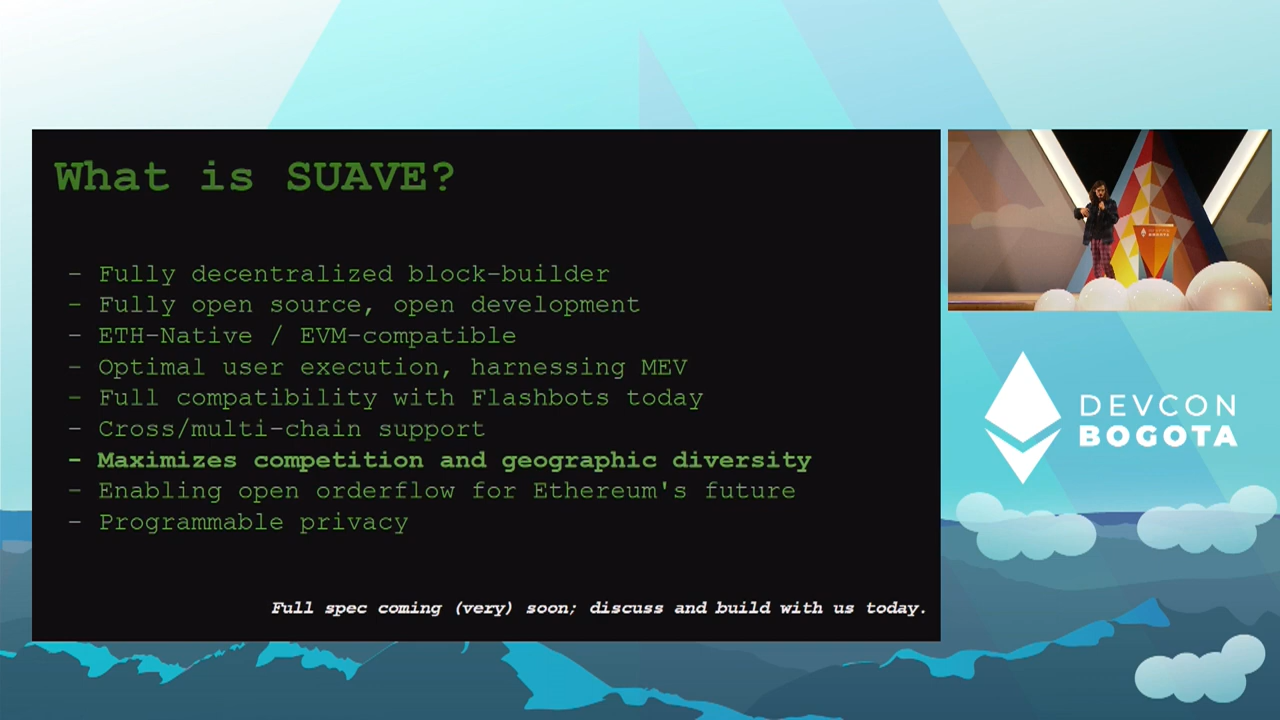 What is SUAVE?
- Fully decentralized block-builder
- Fully open source, open development
- ETH-Native / EVM-compatible
- Optimal user execution, harnessing MEV
- Full compatibility with Flashbots today
- Cross/multi-chain support
- Maximizes competition and geographic diversity
- Enabling open orderflow for Ethereum's future
- Programmable privacy
Full spec coming (very) soon; discuss and build with us today.
DEVCON
BOGOTA